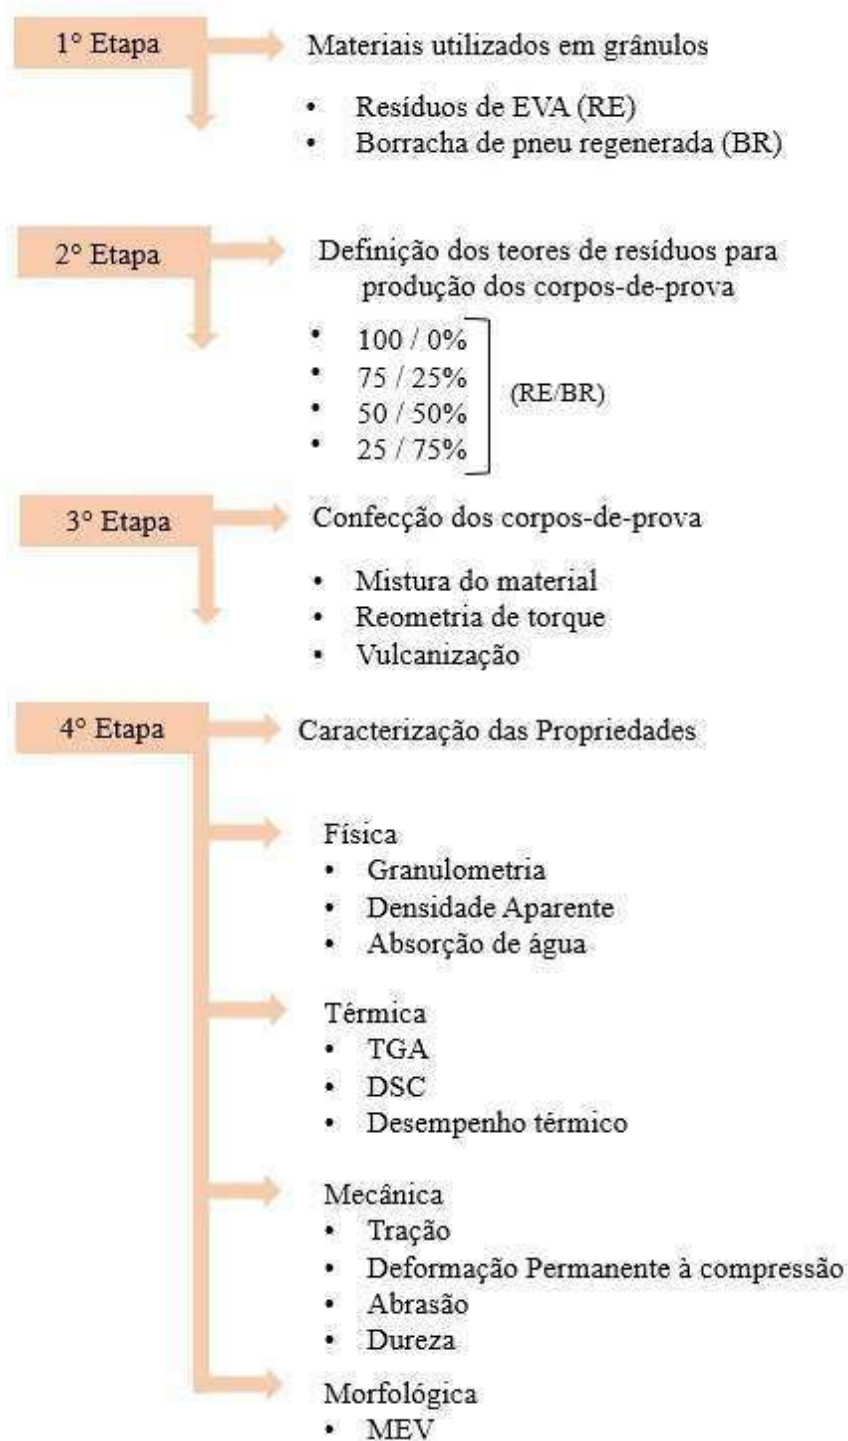 1° Etapa
Materiais utilizados em grânulos
• Resíduos de EVA (RE)
• Borracha de pneu regenerada (BR)
2° Etapa
Definição dos teores de resíduos para
produção dos corpos-de-prova
• 100 / 0%
• 75 / 25%
• 50 / 50%
• 25 / 75%
(RE/BR)
3° Etapa
Confecção dos corpos-de-prova
• Mistura do material
• Reometria de torque
• Vulcanização
4° Etapa
Caracterização das Propriedades
Física
• Granulometria
• Densidade Aparente
• Absorção de água
Térmica
• TGA
• DSC
• Desempenho térmico
Mecânica
• Tração
• Deformação Permanente à compressão
• Abrasão
• Dureza
Morfológica
• MEV